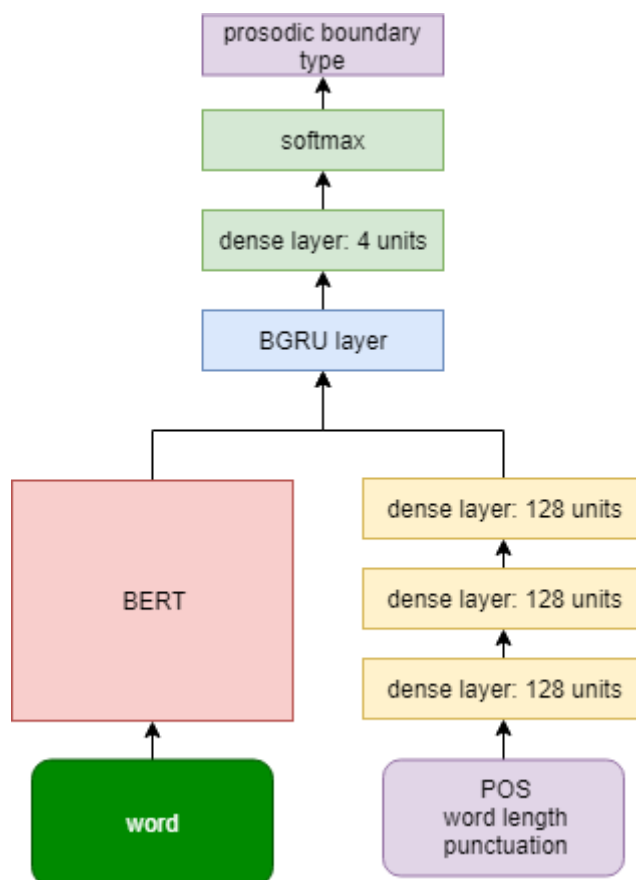 prosodic boundary
type
softmax
dense layer: 4 units
BGRU layer
BERT
dense layer: 128 units
dense layer: 128 units
dense layer: 128 units
word
POS
word length
punctuation